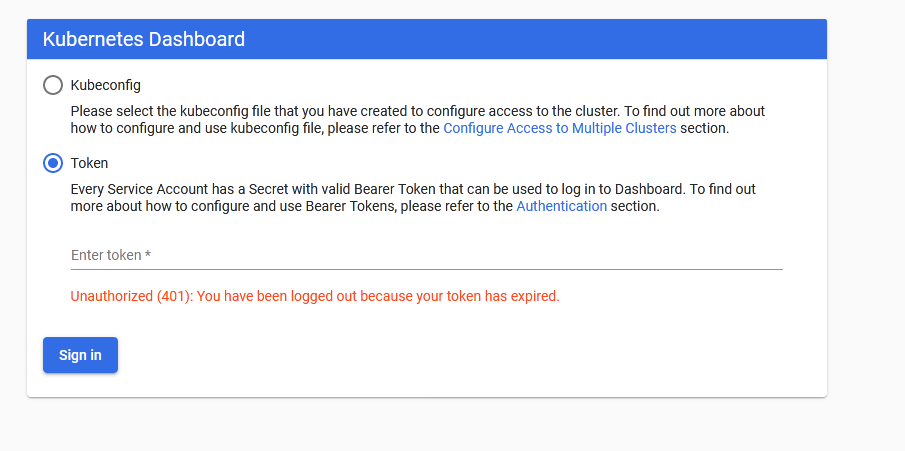 Kubernetes Dashboard
Kubeconfig
Please select the kubeconfig file that you have created to configure access to the cluster. To find out more about
how to configure and use kubeconfig file, please refer to the Configure Access to Multiple Clusters section.
Token
Every Service Account has a Secret with valid Bearer Token that can be used to log in to Dashboard. To find out
more about how to configure and use Bearer Tokens, please refer to the Authentication section.
Enter token *
Unauthorized (401): You have been logged out because your token has expired.
Sign in